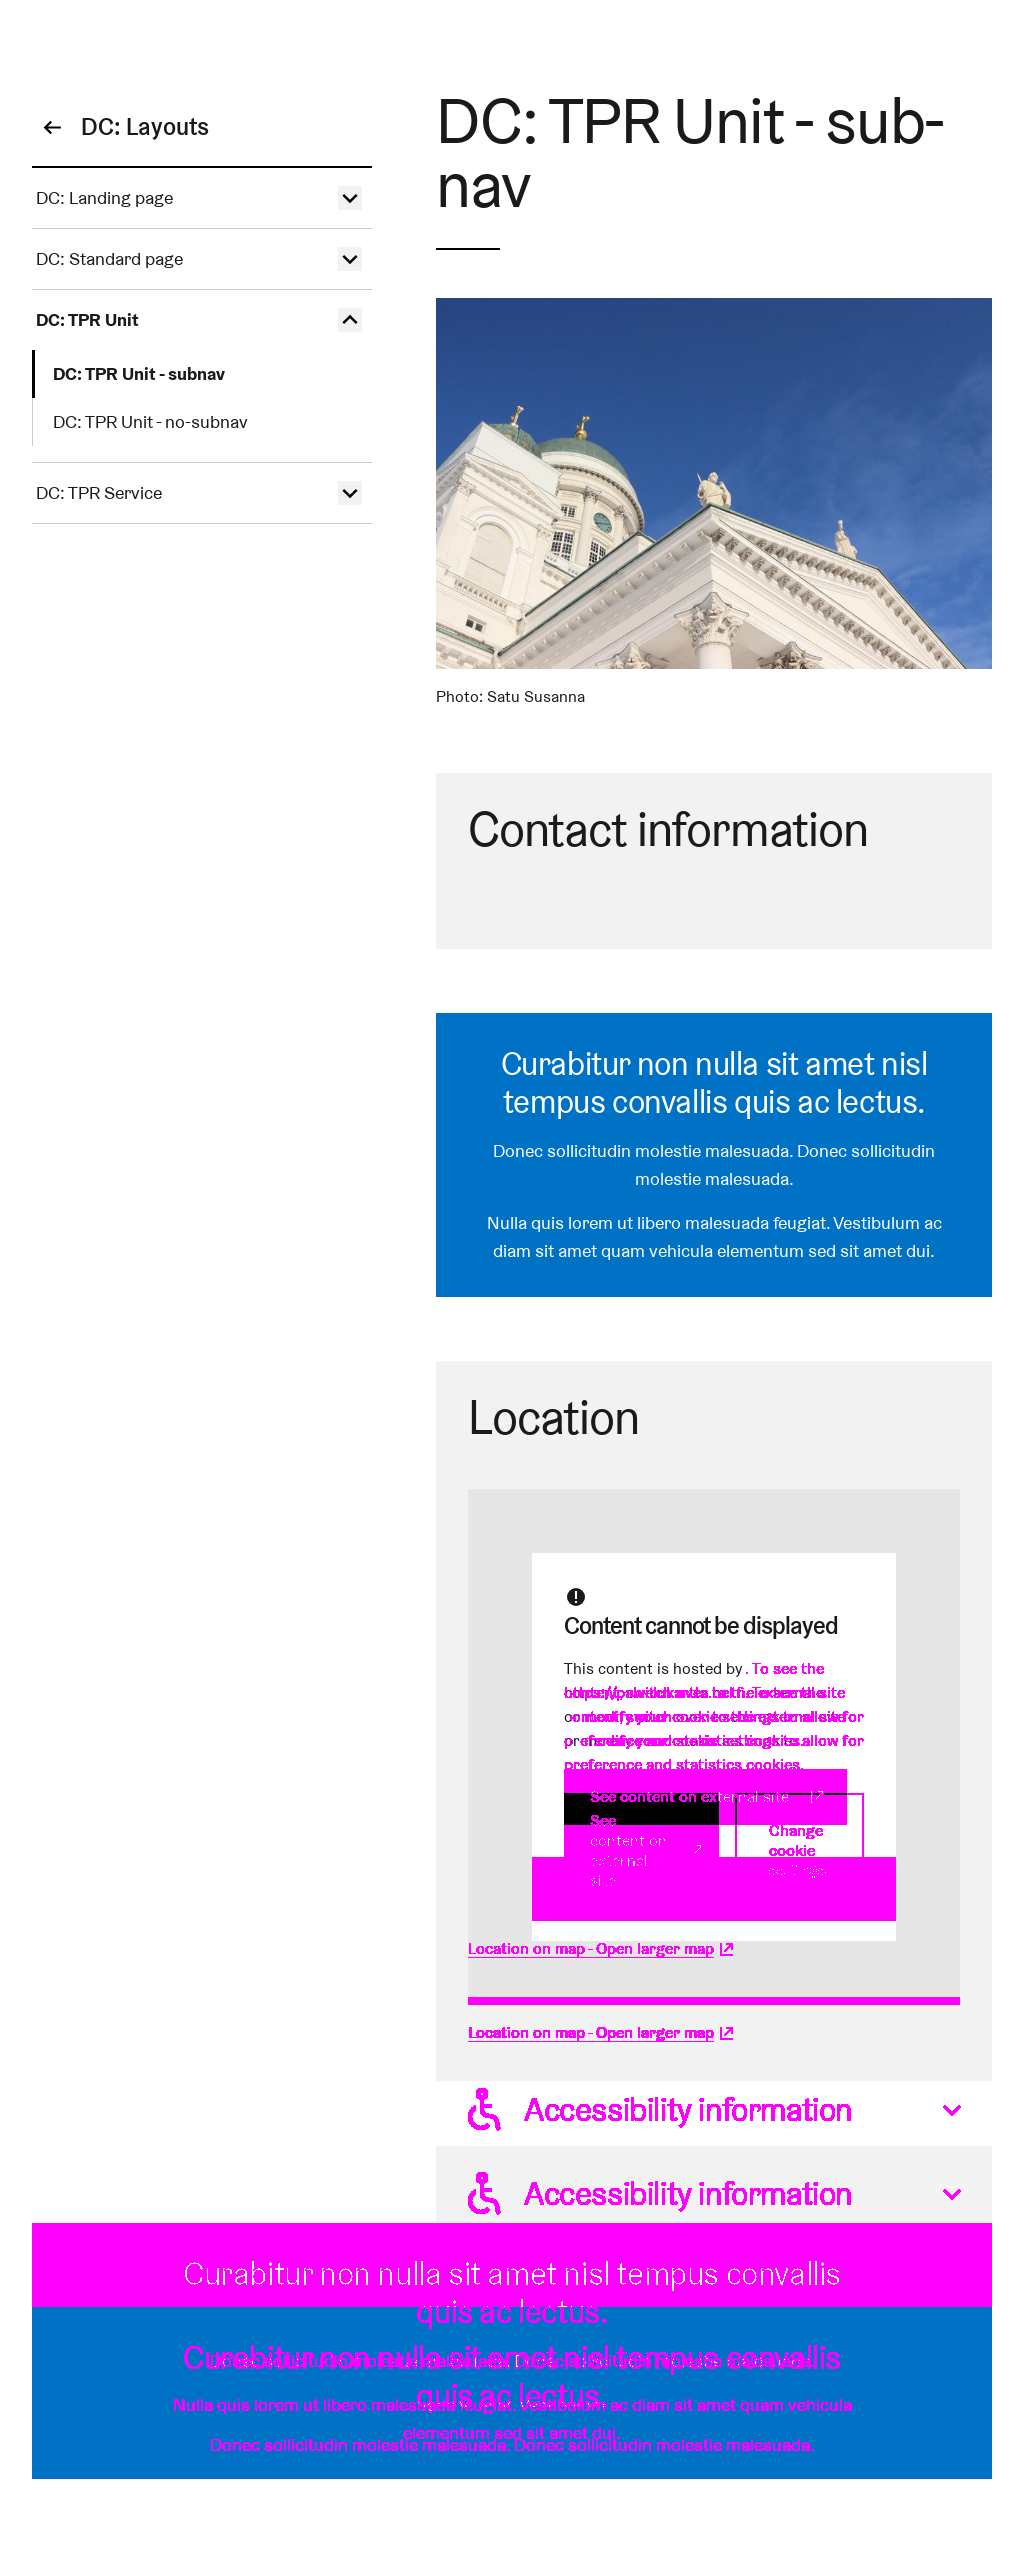 DC: Layouts
DC: Landing page
DC: Standard page
DC: TPR Unit
DC: TPR Unit - subnav
DC: TPR Unit - no-subnav
DC: TPR Service
DC: TPR Unit - sub-
nav
Photo: Satu Susanna
Contact information
Curabitur non nulla sit amet nisl
tempus convallis quis ac lectus.
Donec sollicitudin molestie malesuada. Donec sollicitudin
molestie malesuada.
Nulla quis lorem ut libero malesuada feugiat. Vestibulum ac
diam sit amet quam vehicula elementum sed sit amet dui.
Location
Content cannot be displayed
This content is hosted by . To see the
preference and statistics cookies.
See content on external site
See
content on
external
site
Change
cookie
Location on map - Open larger map
Location on map - Open larger map
Accessibility information
Accessibility information
Curabitur non nulla sit amet nisl tempus convallis
quis ac lectus.
Curabitur non nulla sit amet nisl tempus convallis
quis ac lectus.
Nulla quis lorem ut libero malesuada feugiat. Vestibulum ac diam sit amet quam vehicula
elementum sed sit amet dui.
Donec sollicitudin molestie malesuada. Donec sollicitudin molestie malesuada.